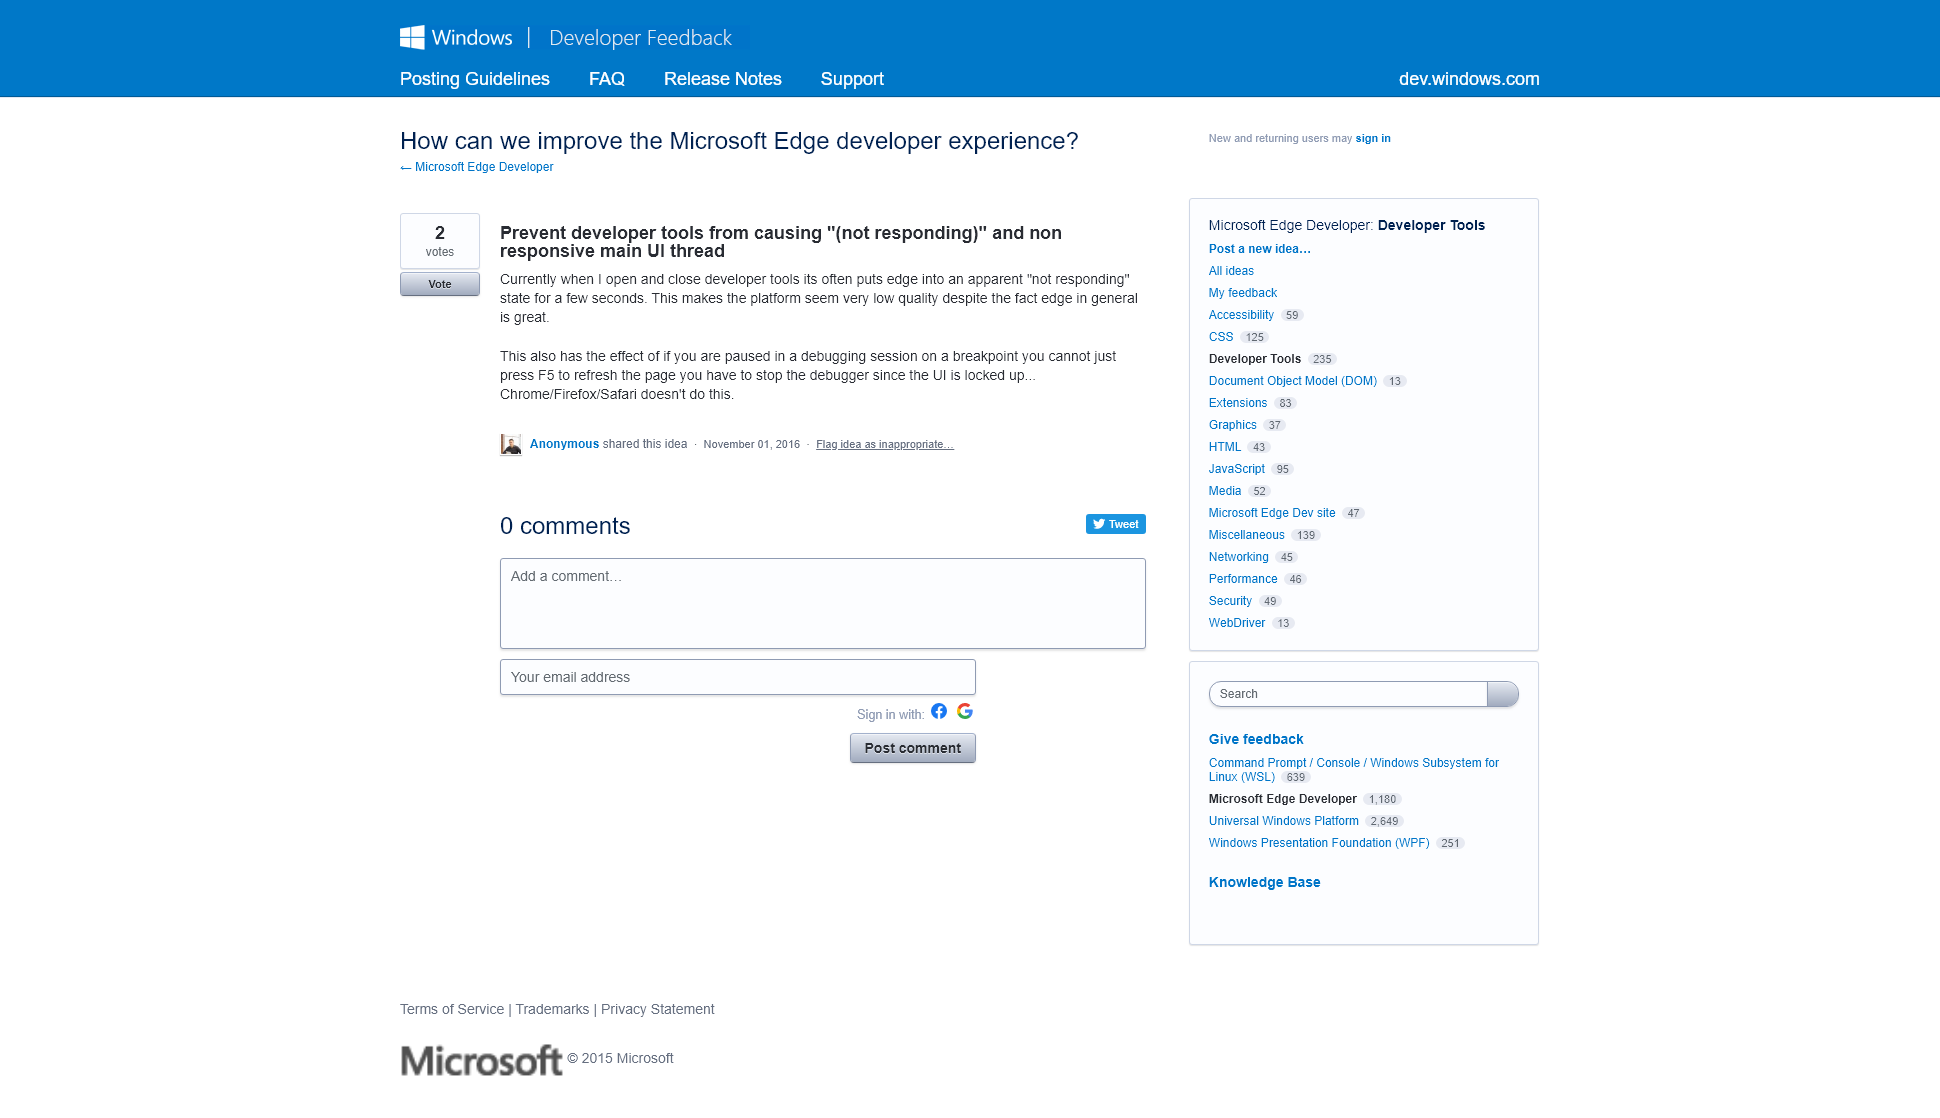 Windows | Developer Feedback
Posting Guidelines FAQ Release Notes Support dev.windows.com
How can we improve the Microsoft Edge developer experience?
← Microsoft Edge Developer
New and returning users may sign in
2
votes
Vote
Prevent developer tools from causing "(not responding)" and non
responsive main UI thread
Currently when I open and close developer tools its often puts edge into an apparent "not responding"
state for a few seconds. This makes the platform seem very low quality despite the fact edge in general
is great.
This also has the effect of if you are paused in a debugging session on a breakpoint you cannot just
press F5 to refresh the page you have to stop the debugger since the UI is locked up...
Chrome/Firefox/Safari doesn't do this.
Anonymous shared this idea · November 01, 2016 · Flag idea as inappropriate…
0 comments
Tweet
Add a comment…
Your email address
Sign in with:
Post comment
Microsoft Edge Developer: Developer Tools
Post a new idea…
All ideas
My feedback
Accessibility 59
CSS 125
Developer Tools 235
Document Object Model (DOM) 13
Extensions 83
Graphics 37
HTML 43
JavaScript 95
Media 52
Microsoft Edge Dev site 47
Miscellaneous 139
Networking 45
Performance 46
Security 49
WebDriver 13
Search
Give feedback
Command Prompt / Console / Windows Subsystem for
Linux (WSL) 639
Microsoft Edge Developer 1,180
Universal Windows Platform 2,649
Windows Presentation Foundation (WPF) 251
Knowledge Base
Terms of Service | Trademarks | Privacy Statement
Microsoft © 2015 Microsoft